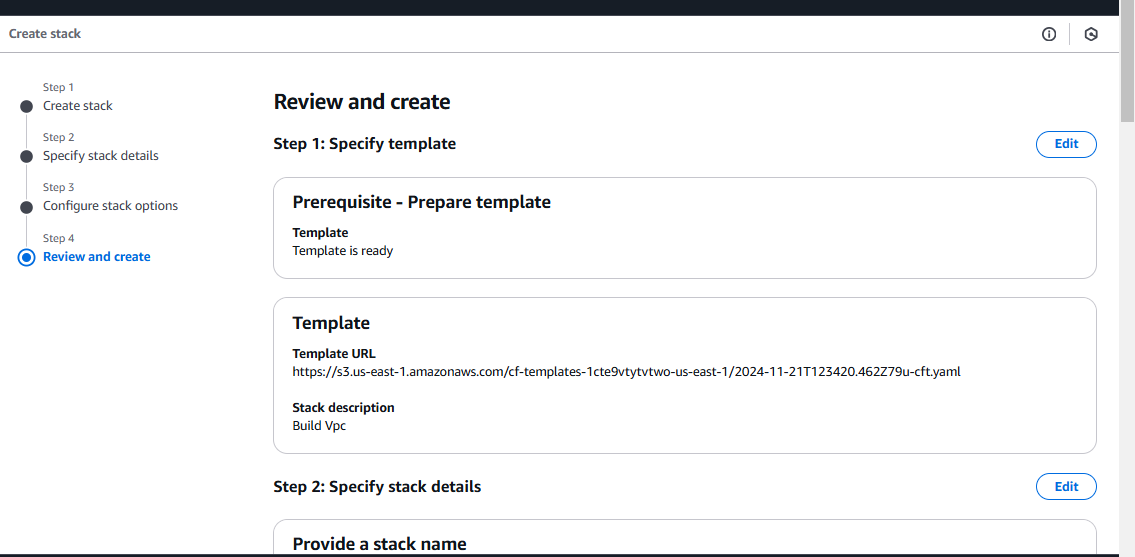 Create stack
Step 1
Create stack
Step 2
Specify stack details
Step 3
Configure stack options
Step 4
Review and create
Review and create
Step 1: Specify template
Edit
Prerequisite - Prepare template
Template
Template is ready
Template
Template URL
https://s3.us-east-1.amazonaws.com/cf-templates-1cte9vtytvtwo-us-east-1/2024-11-21T123420.462Z79u-cft.yaml
Stack description
Build Vpc
Step 2: Specify stack details
Edit
Provide a stack name